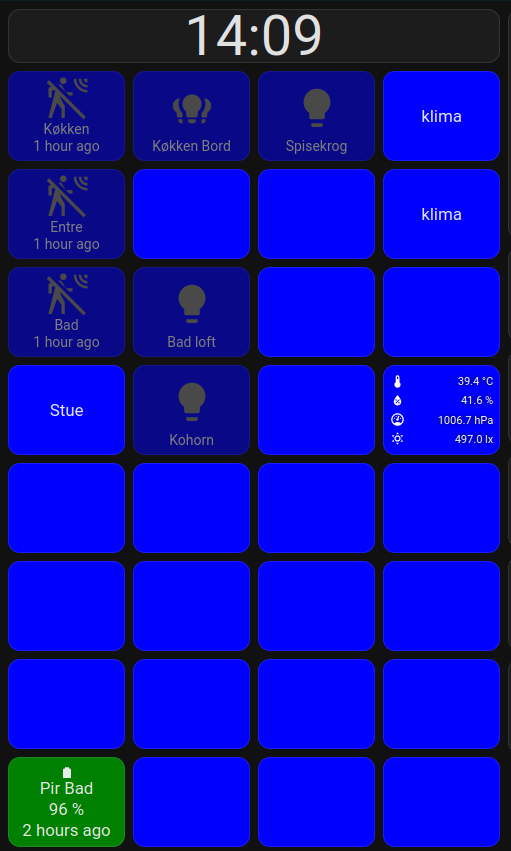 14:09
Køkken
1 hour ago
Køkken Bord
Spisekrog
klima
Entre
1 hour ago
klima
Bad
1 hour ago
Bad loft
Stue
Kohorn
39.4 °C
41.6 %
1006.7 hPa
497.0 lx
Pir Bad
96 %
2 hours ago